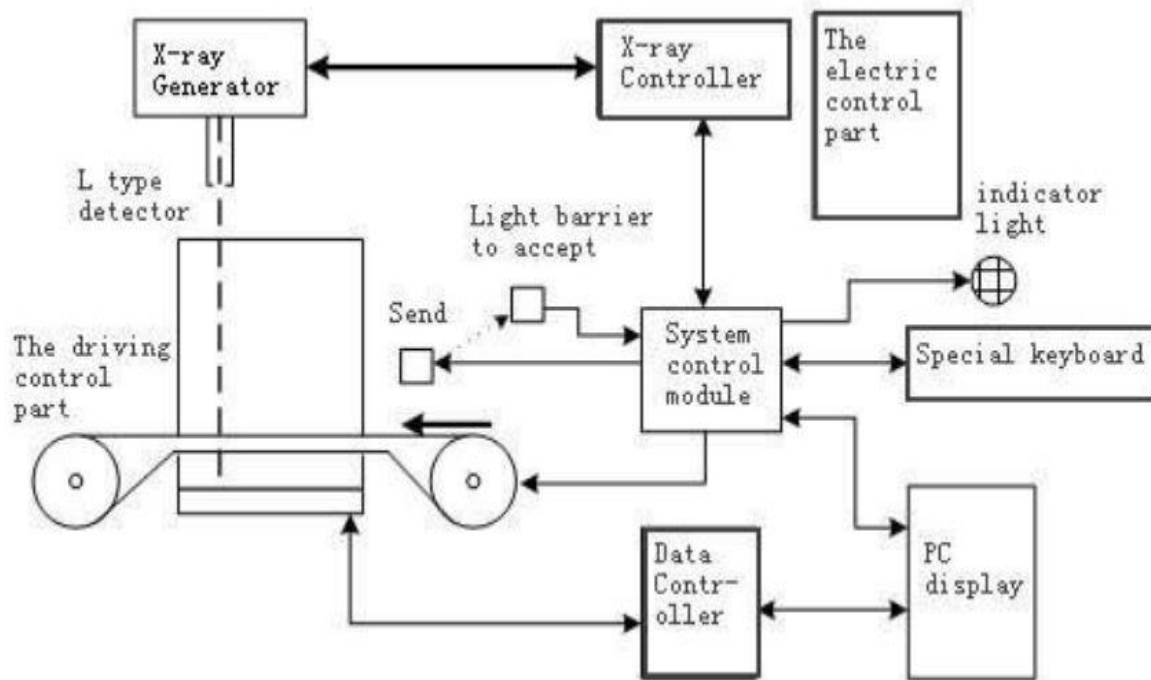 X-ray
Generator
X-ray
Controller
The
electric
control
part
L type
detector
Light barrier
to accept
indicator
light
Send
System
control
module
Special keyboard
The driving
control
part
Data
Contr-
oller
PC
display